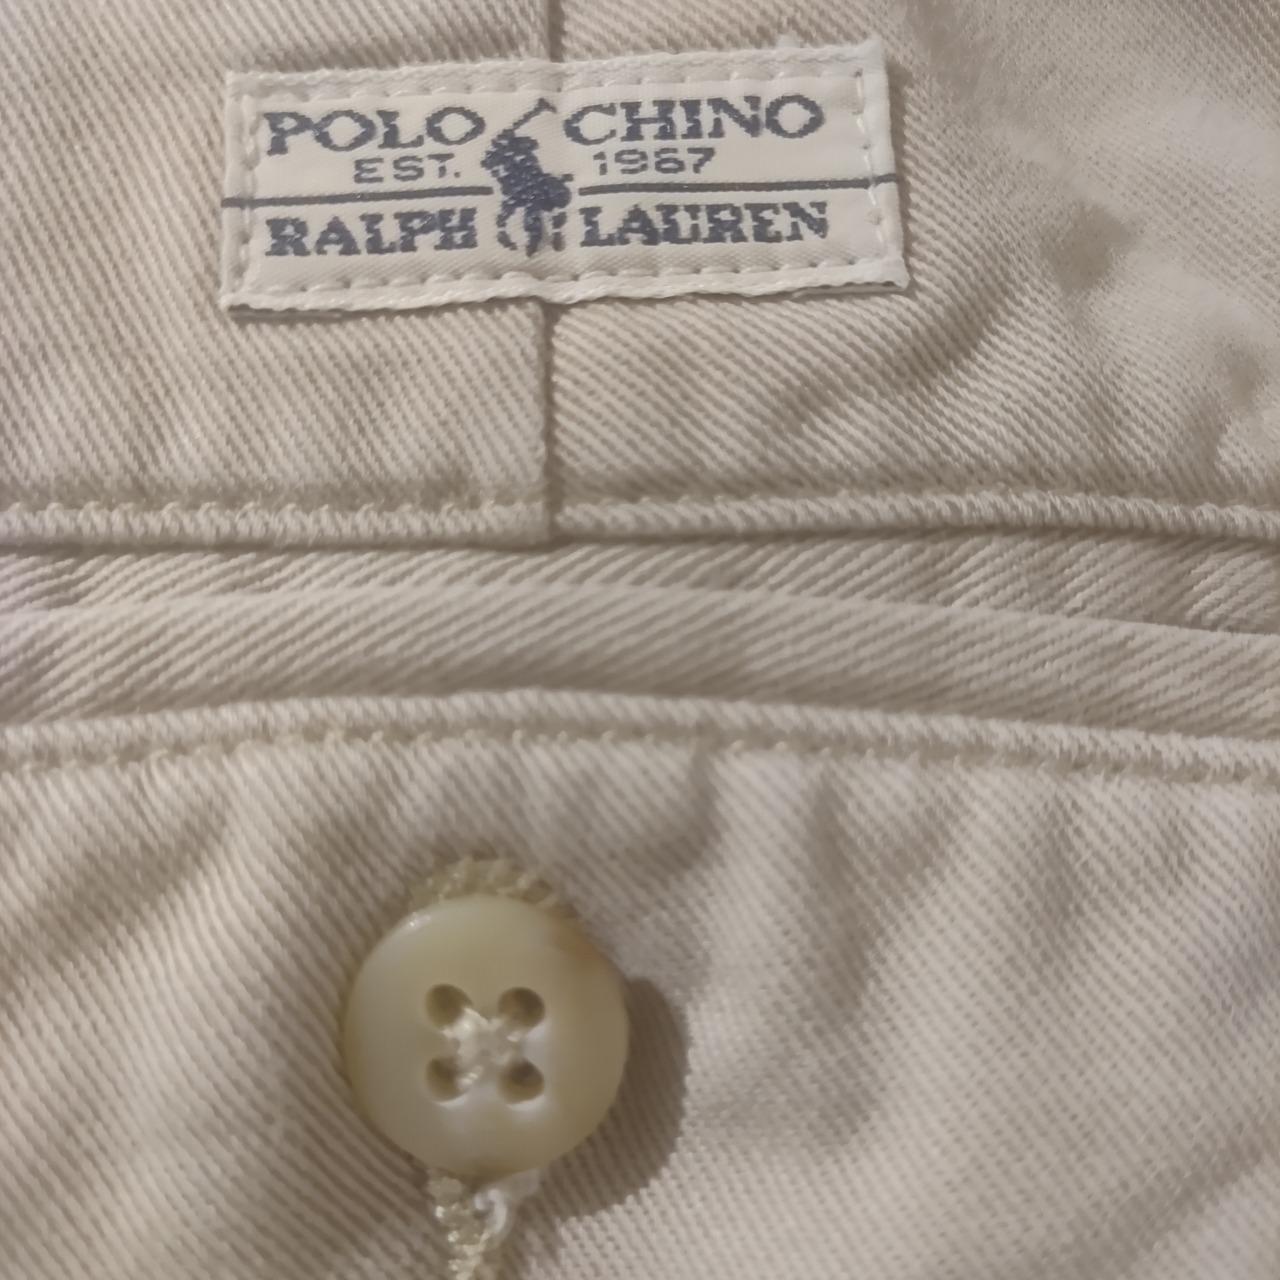 POLO CHINO
EST. 1967
RALPH LAUREN